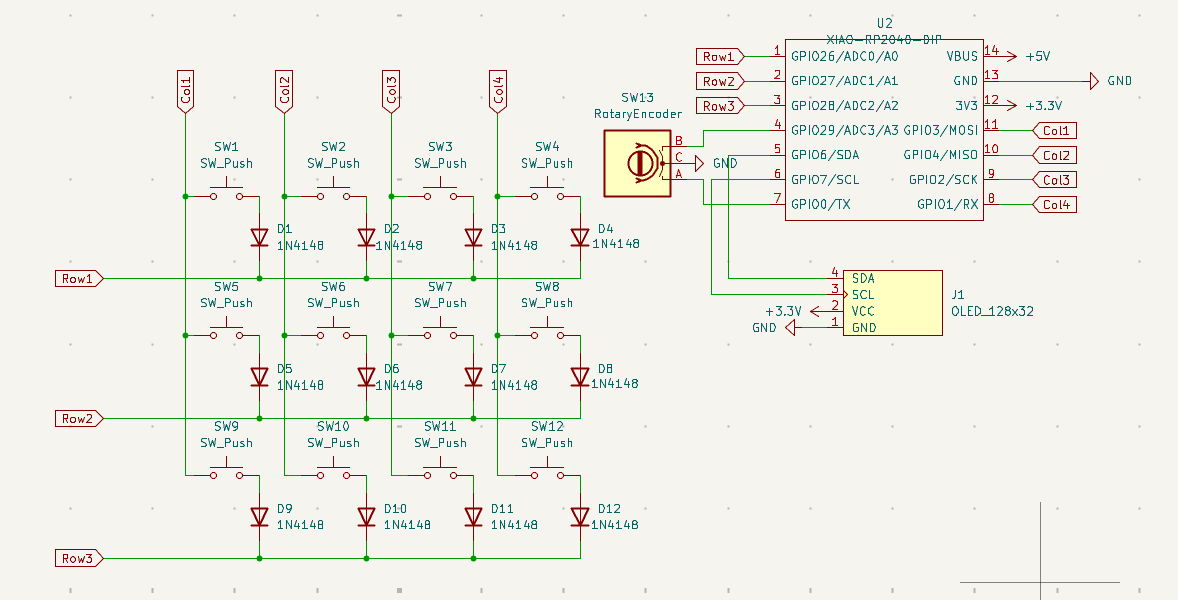 U2
XIAO-RP2040-DIP
Row1 1 GPIO26/ADC0/A0 VBUS 14 +5V
Row2 2 GPIO27/ADC1/A1 GND 13 GND
Row3 3 GPIO28/ADC2/A2 3V3 12 +3.3V
4 GPIO29/ADC3/A3 GPIO3/MOSI 11 Col1
5 GPIO6/SDA GPIO4/MISO 10 Col2
6 GPIO7/SCL GPIO2/SCK 9 Col3
7 GPIO0/TX GPIO1/RX 8 Col4
Col1 Col2 Col3 Col4
SW13
RotaryEncoder
B
C GND
A
SW1 SW2 SW3 SW4
SW_Push SW_Push SW_Push SW_Push
D1 D2 D3 D4
1N4148 1N4148 1N4148 1N4148
Row1
SW5 SW6 SW7 SW8
SW_Push SW_Push SW_Push SW_Push
4 SDA
3 SCL J1
+3.3V 2 VCC OLED_128x32
GND 1 GND
D5 D6 D7 D8
1N4148 1N4148 1N4148 1N4148
Row2
SW9 SW10 SW11 SW12
SW_Push SW_Push SW_Push SW_Push
D9 D10 D11 D12
1N4148 1N4148 1N4148 1N4148
Row3